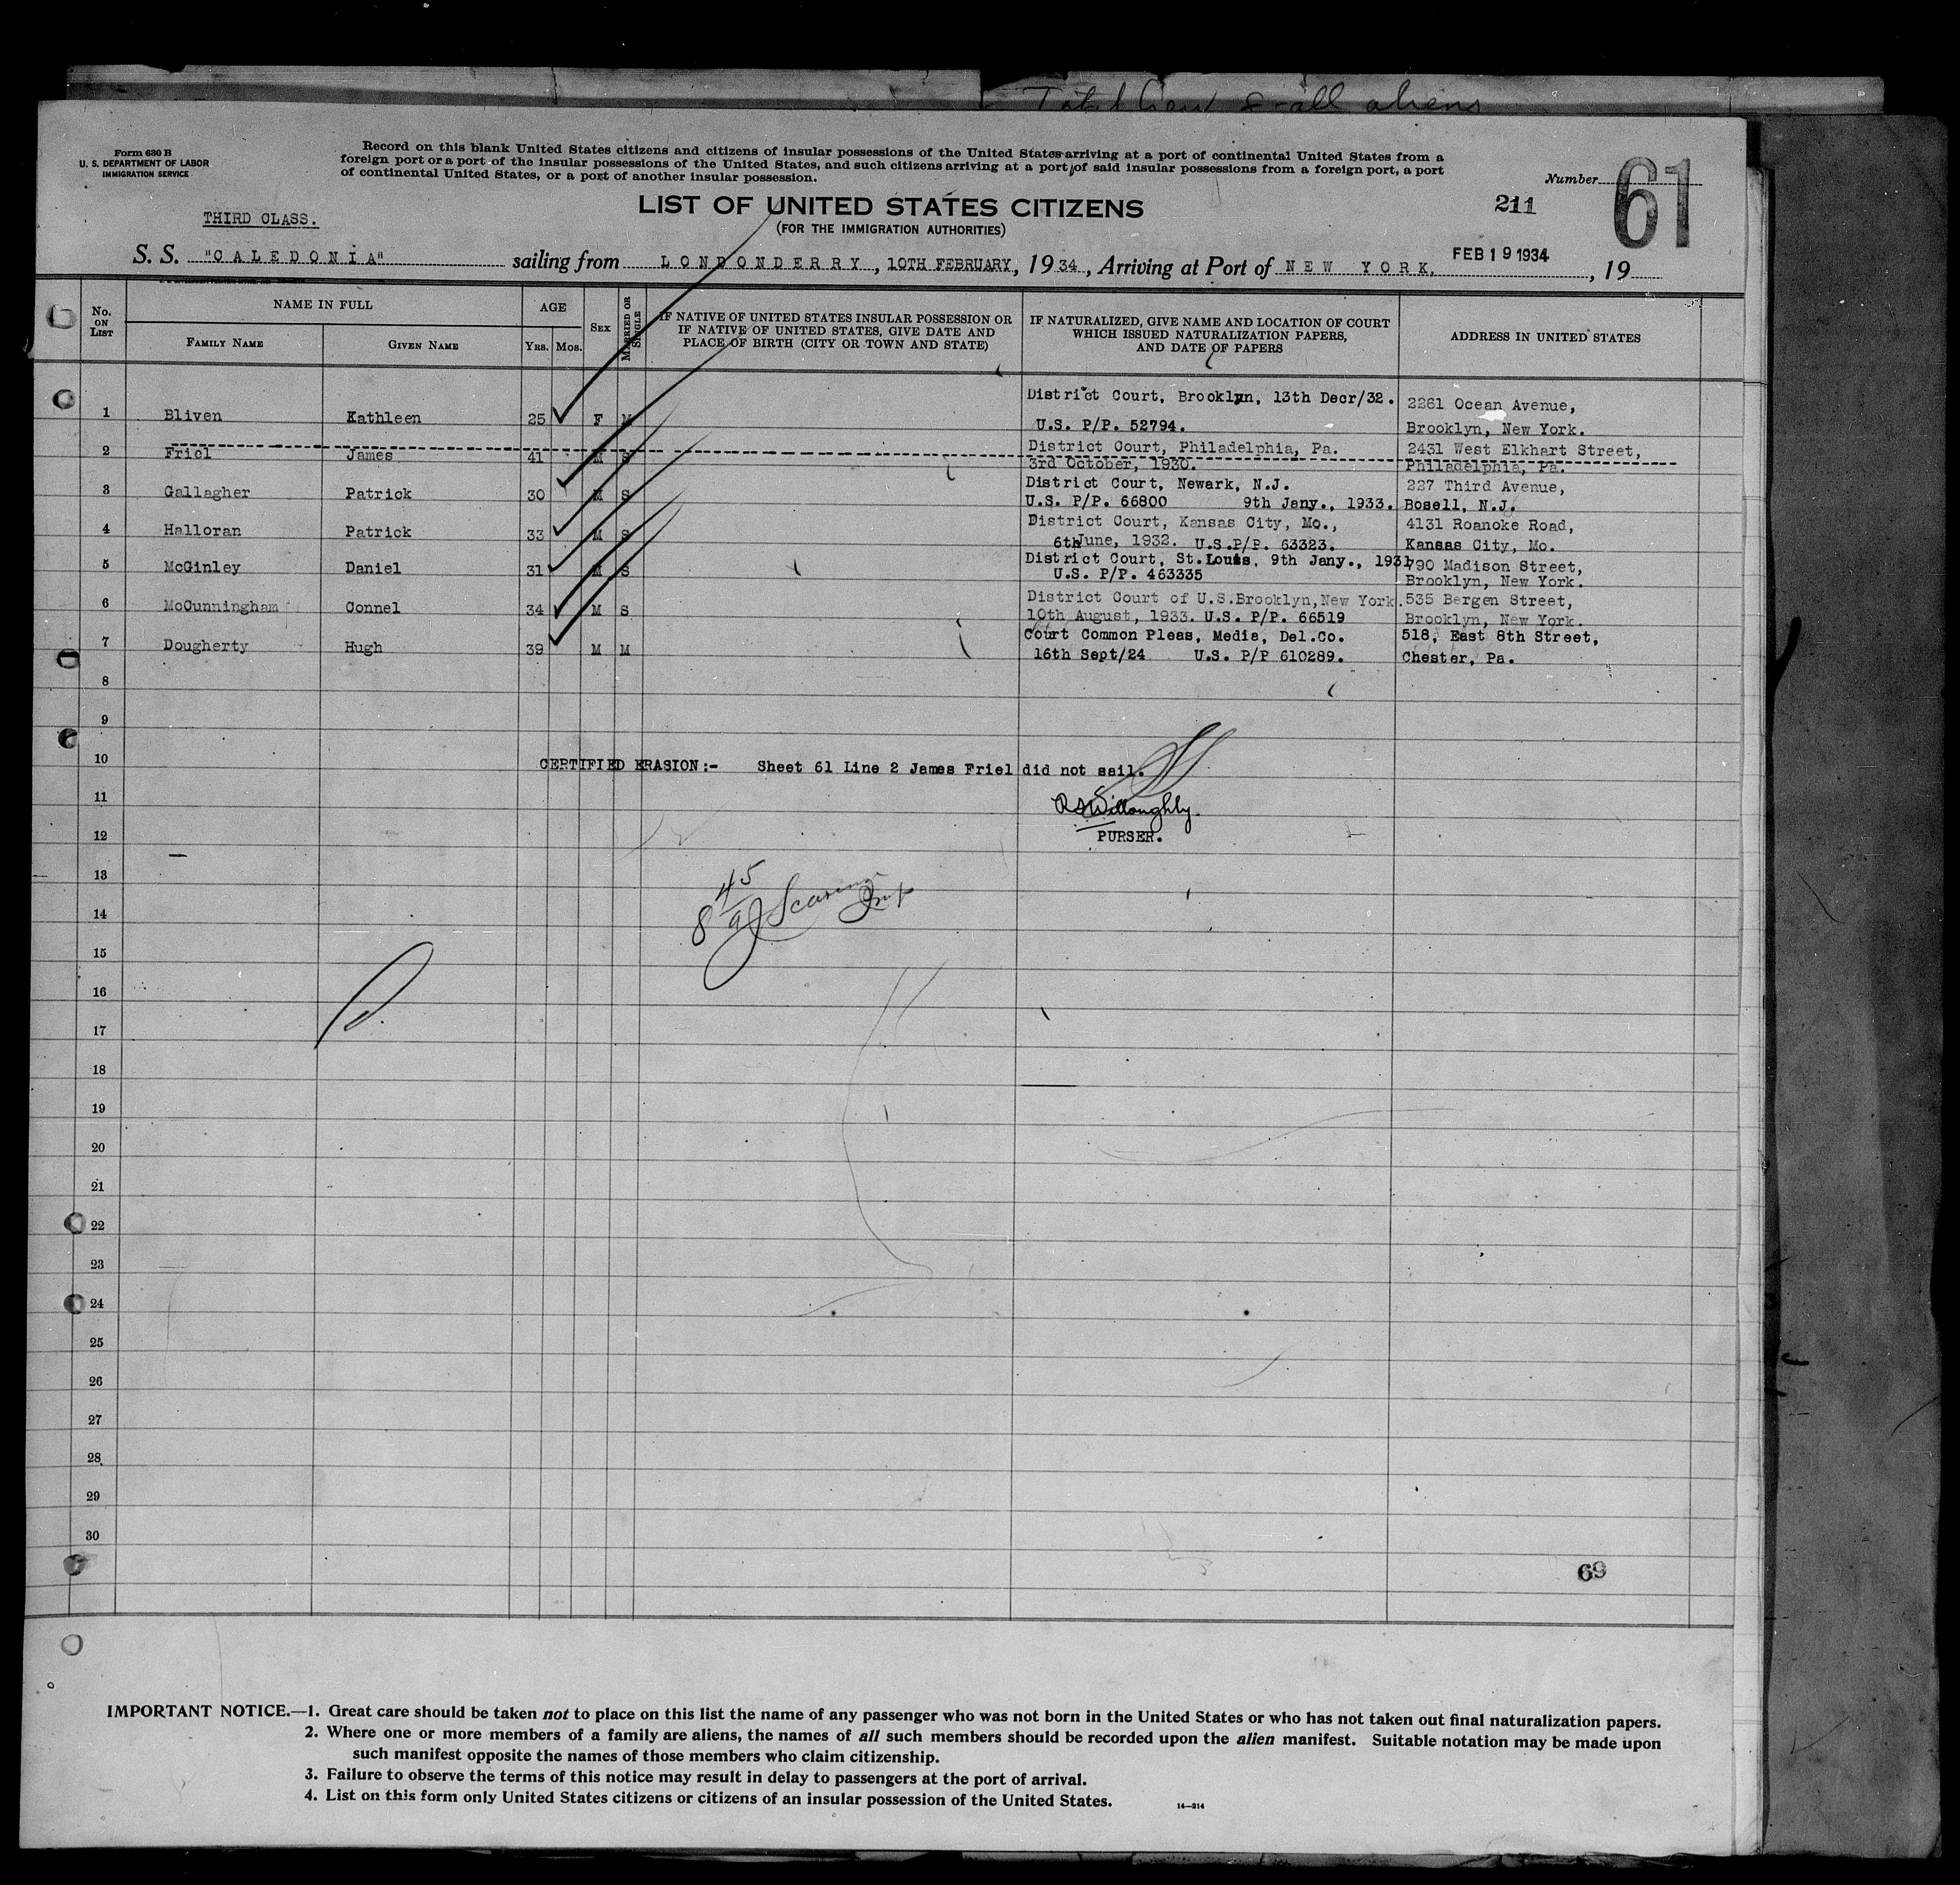 Total Count 8 all aliens
Form 630 B
U. S. DEPARTMENT OF LABOR
IMMIGRATION SERVICE
Record on this blank United States citizens and citizens of insular possessions of the United States arriving at a port of continental United States from a
foreign port or a port of the insular possessions of the United States, and such citizens arriving at a port of said insular possessions from a foreign port, a port
of continental United States, or a port of another insular possession.
Number
61
211
THIRD CLASS.
LIST OF UNITED STATES CITIZENS
(FOR THE IMMIGRATION AUTHORITIES)
S. S. "CALEDONIA" sailing from LONDONDERRY, 10TH FEBRUARY, 1934, Arriving at Port of NEW YORK. FEB 19 1934, 19
No. ON LIST
NAME IN FULL
FAMILY NAME
GIVEN NAME
AGE
YRS. MOS.
SEX
MARRIED OR SINGLE
IF NATIVE OF UNITED STATES INSULAR POSSESSION OR
IF NATIVE OF UNITED STATES, GIVE DATE AND
PLACE OF BIRTH (CITY OR TOWN AND STATE)
IF NATURALIZED, GIVE NAME AND LOCATION OF COURT
WHICH ISSUED NATURALIZATION PAPERS,
AND DATE OF PAPERS
ADDRESS IN UNITED STATES
1 Bliven Kathleen 25 F M District Court, Brooklyn, 13th Decr/32. 2261 Ocean Avenue,
U.S. P/P. 52794. Brooklyn, New York.
2 Friel James 41 M S District Court, Philadelphia, Pa. 2431 West Elkhart Street,
3rd October, 1930. Philadelphia, Pa.
3 Gallagher Patrick 30 M S District Court, Newark, N.J. 227 Third Avenue,
U.S. P/P. 66800 9th Jany., 1933. Bosell, N.J.
4 Halloran Patrick 33 M S District Court, Kansas City, Mo., 4131 Roanoke Road,
6th June, 1932. U.S.P/P. 63323. Kansas City, Mo.
5 McGinley Daniel 31 M S District Court, St.Louis, 9th Jany., 1931 790 Madison Street,
U.S. P/P. 463335 Brooklyn, New York.
6 McCunningham Connel 34 M S District Court of U.S.Brooklyn,New York. 535 Bergen Street,
10th August, 1933. U.S. P/P. 66519 Brooklyn, New York.
7 Dougherty Hugh 39 M M Court Common Pleas, Media, Del.Co. 518, East 8th Street,
16th Sept/24 U.S. P/P 610289. Chester, Pa.
8
9
10 CERTIFIED ERASION:- Sheet 61 Line 2 James Friel did not sail.
11 Willoughby.
12 PURSER.
13
14
15
16
17
18
19
20
21
22
23
24
25
26
27
28
29
30
69
IMPORTANT NOTICE.—1. Great care should be taken not to place on this list the name of any passenger who was not born in the United States or who has not taken out final naturalization papers.
2. Where one or more members of a family are aliens, the names of all such members should be recorded upon the alien manifest. Suitable notation may be made upon
such manifest opposite the names of those members who claim citizenship.
3. Failure to observe the terms of this notice may result in delay to passengers at the port of arrival.
4. List on this form only United States citizens or citizens of an insular possession of the United States.
14—214